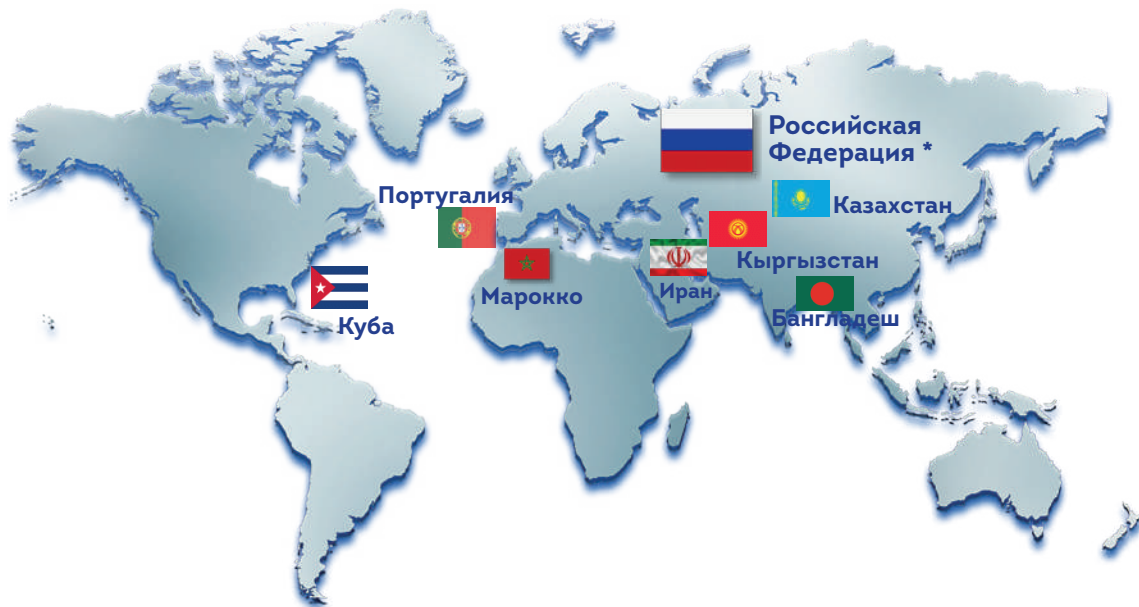 Российская
Федерация *
Португалия
Казахстан
Кыргызстан
Марокко
Иран
Бангладеш
Куба